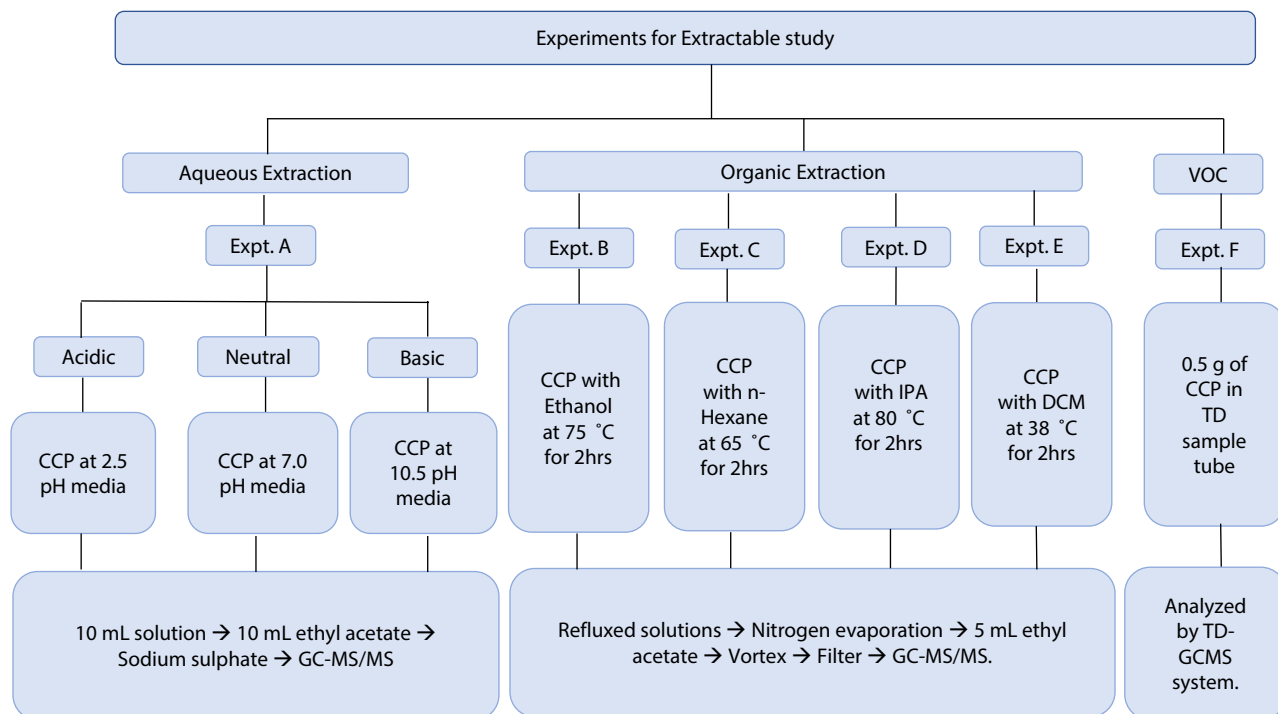 Experiments for Extractable study
Aqueous Extraction
Organic Extraction
VOC
Expt. A
Expt. B
Expt. C
Expt. D
Expt. E
Expt. F
Acidic
Neutral
Basic
CCP at 2.5
pH media
CCP at 7.0
pH media
CCP at
10.5 pH
media
CCP with
Ethanol
at 75 ˚C
for 2hrs
CCP
with n-
Hexane
at 65 ˚C
for 2hrs
CCP
with IPA
at 80 ˚C
for 2hrs
CCP
with DCM
at 38 ˚C
for 2hrs
0.5 g of
CCP in
TD
sample
tube
10 mL solution → 10 mL ethyl acetate →
Sodium sulphate → GC-MS/MS
Refluxed solutions → Nitrogen evaporation → 5 mL ethyl
acetate → Vortex → Filter → GC-MS/MS.
Analyzed
by TD-
GCMS
system.